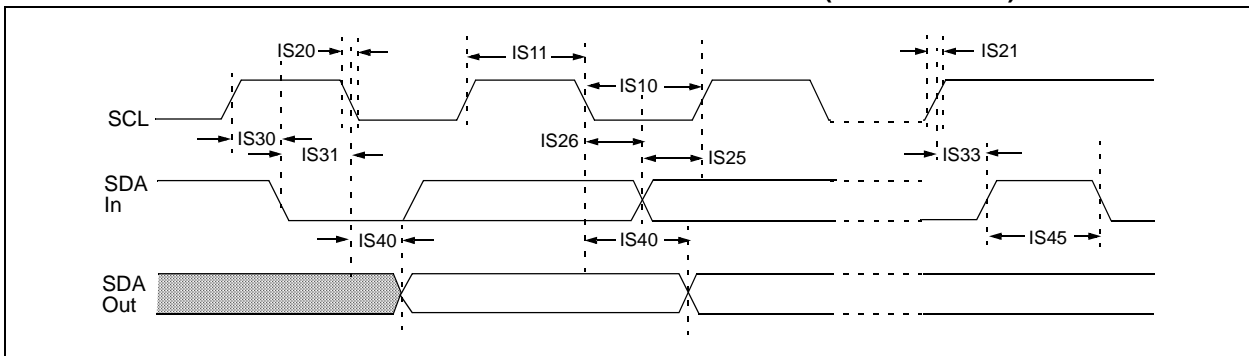 IS20
IS11
IS21
IS10
SCL
IS30
IS31
IS26
IS25
IS33
SDA
In
IS40
IS40
IS45
SDA
Out